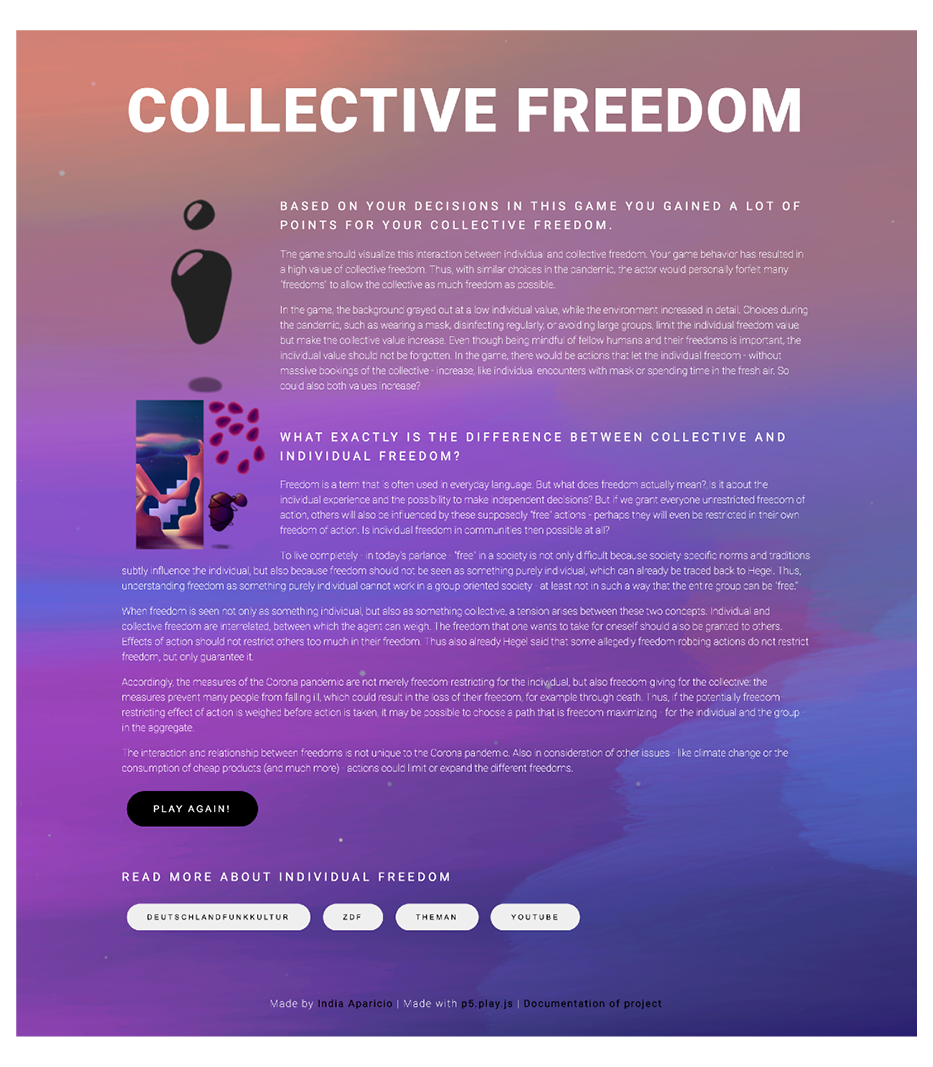 COLLECTIVE FREEDOM
BASED ON YOUR DECISIONS IN THIS GAME YOU GAINED A LOT OF
POINTS FOR YOUR COLLECTIVE FREEDOM.
The game should visualize this interaction between individual and collective freedom. Your game behavior has resulted in
a high value of collective freedom. Thus, with similar choices in the pandemic, the actor would personally forfeit many
"freedoms" to allow the collective as much freedom as possible.
In the game, the background grayed out at a low individual value, while the environment increased in detail. Choices during
the pandemic, such as wearing a mask, disinfecting regularly, or avoiding large groups, limit the individual freedom value
but make the collective value increase. Even though being mindful of fellow humans and their freedoms is important, the
individual value should not be forgotten. In the game, there would be actions that let the individual freedom - without
massive bookings of the collective - increase, like individual encounters with mask or spending time in the fresh air. So
could also both values increase?
WHAT EXACTLY IS THE DIFFERENCE BETWEEN COLLECTIVE AND
INDIVIDUAL FREEDOM?
Freedom is a term that is often used in everyday language. But what does freedom actually mean? Is it about the
individual experience and the possibility to make independent decisions? But if we grant everyone unrestricted freedom of
action, others will also be influenced by these supposedly "free" actions - perhaps they will even be restricted in their own
freedom of action. Is individual freedom in communities then possible at all?
To live completely - in today's parlance - "free" in a society is not only difficult because society-specific norms and traditions
subtly influence the individual, but also because freedom should not be seen as something purely individual, which can already be traced back to Hegel. Thus,
understanding freedom as something purely individual cannot work in a group-oriented society - at least not in such a way that the entire group can be "free."
When freedom is seen not only as something individual, but also as something collective, a tension arises between these two concepts. Individual and
collective freedom are interrelated, between which the agent can weigh. The freedom that one wants to take for oneself should also be granted to others.
Effects of action should not restrict others too much in their freedom. Thus also already Hegel said that some allegedly freedom-robbing actions do not restrict
freedom, but only guarantee it.
Accordingly, the measures of the Corona pandemic are not merely freedom-restricting for the individual, but also freedom-giving for the collective: the
measures prevent many people from falling ill, which could result in the loss of their freedom, for example through death. Thus, if the potentially freedom-
restricting effect of action is weighed before action is taken, it may be possible to choose a path that is freedom-maximizing - for the individual and the group -
in the aggregate.
The interaction and relationship between freedoms is not unique to the Corona pandemic. Also in consideration of other issues - like climate change or the
consumption of cheap products (and much more) - actions could limit or expand the different freedoms.
PLAY AGAIN!
READ MORE ABOUT INDIVIDUAL FREEDOM
DEUTSCHLANDFUNKKULTUR ZDF THEMAN YOUTUBE
Made by India Aparicio | Made with p5.play.js | Documentation of project